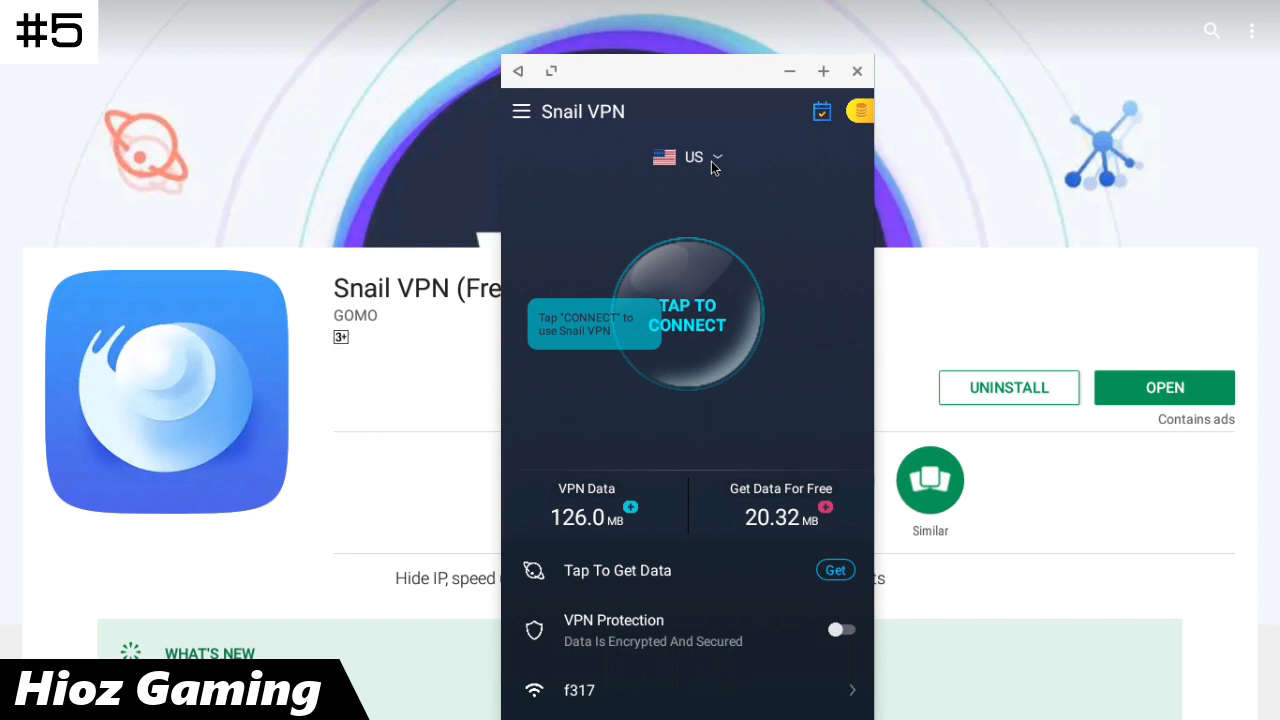 #5
Snail VPN
US
TAP TO
CONNECT
Tap "CONNECT" to
use Snail VPN
Snail VPN (Fre
GOMO
3+
UNINSTALL
OPEN
Contains ads
VPN Data
126.0 MB
Get Data For Free
20.32 MB
Similar
Tap To Get Data
Get
Hide IP, speed
ts
VPN Protection
Data Is Encrypted And Secured
WHAT'S NEW
f317
Hioz Gaming